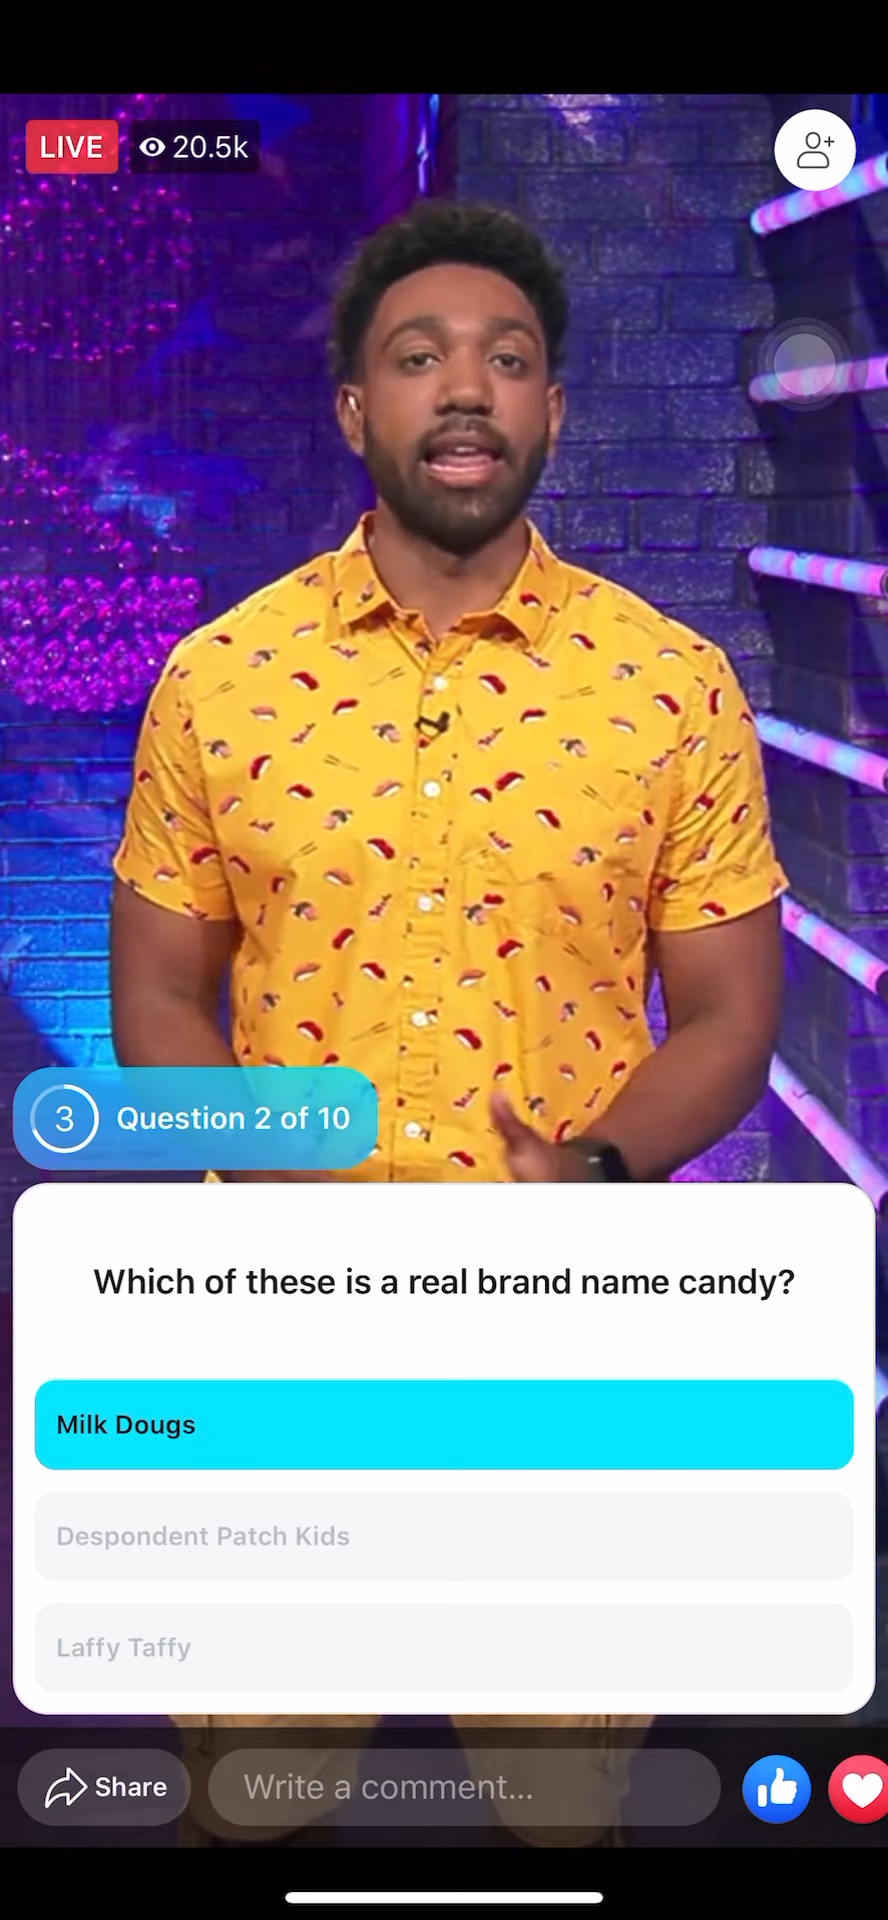 LIVE 20.5k
3 Question 2 of 10
Which of these is a real brand name candy?
Milk Dougs
Despondent Patch Kids
Laffy Taffy
Share Write a comment...